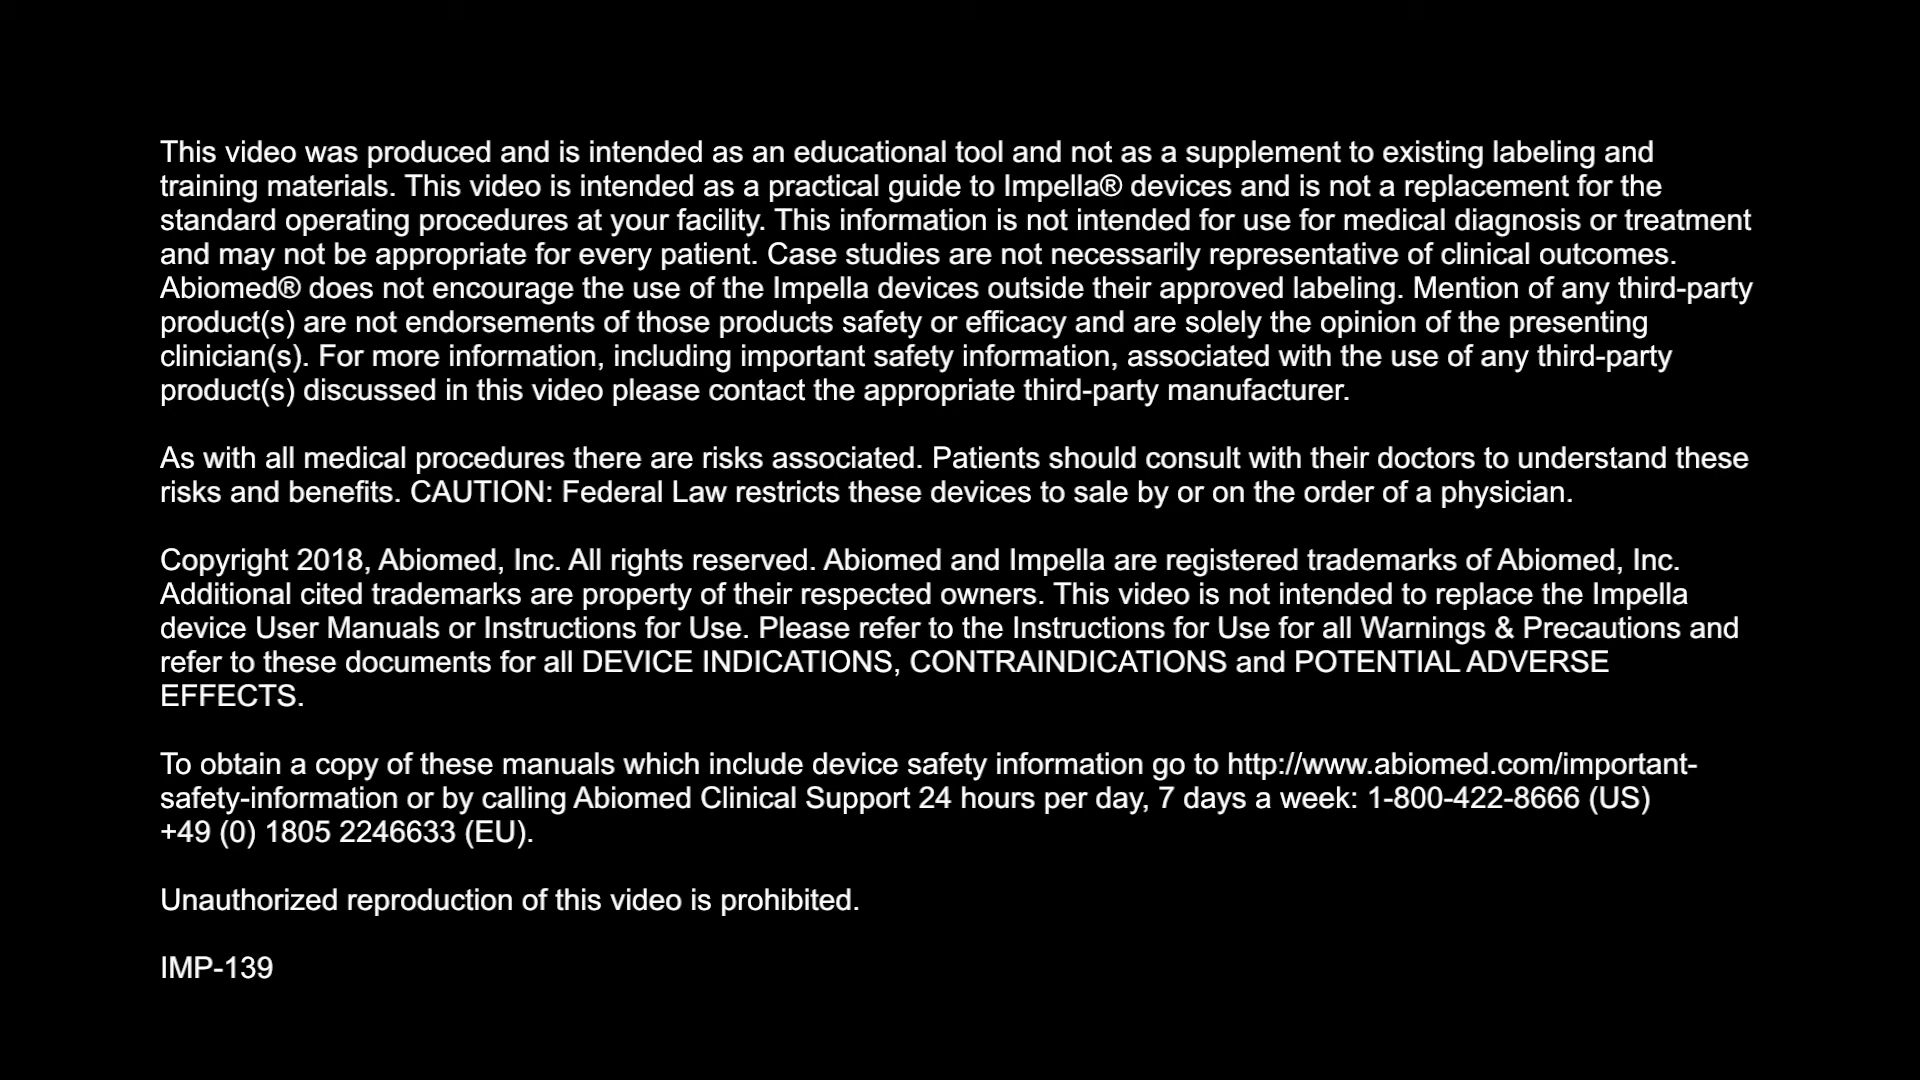 This video was produced and is intended as an educational tool and not as a supplement to existing labeling and
training materials. This video is intended as a practical guide to Impella® devices and is not a replacement for the
standard operating procedures at your facility. This information is not intended for use for medical diagnosis or treatment
and may not be appropriate for every patient. Case studies are not necessarily representative of clinical outcomes.
Abiomed® does not encourage the use of the Impella devices outside their approved labeling. Mention of any third-party
product(s) are not endorsements of those products safety or efficacy and are solely the opinion of the presenting
clinician(s). For more information, including important safety information, associated with the use of any third-party
product(s) discussed in this video please contact the appropriate third-party manufacturer.
As with all medical procedures there are risks associated. Patients should consult with their doctors to understand these
risks and benefits. CAUTION: Federal Law restricts these devices to sale by or on the order of a physician.
Copyright 2018, Abiomed, Inc. All rights reserved. Abiomed and Impella are registered trademarks of Abiomed, Inc.
Additional cited trademarks are property of their respected owners. This video is not intended to replace the Impella
device User Manuals or Instructions for Use. Please refer to the Instructions for Use for all Warnings & Precautions and
refer to these documents for all DEVICE INDICATIONS, CONTRAINDICATIONS and POTENTIAL ADVERSE
EFFECTS.
To obtain a copy of these manuals which include device safety information go to http://www.abiomed.com/important-
safety-information or by calling Abiomed Clinical Support 24 hours per day, 7 days a week: 1-800-422-8666 (US)
+49 (0) 1805 2246633 (EU).
Unauthorized reproduction of this video is prohibited.
IMP-139